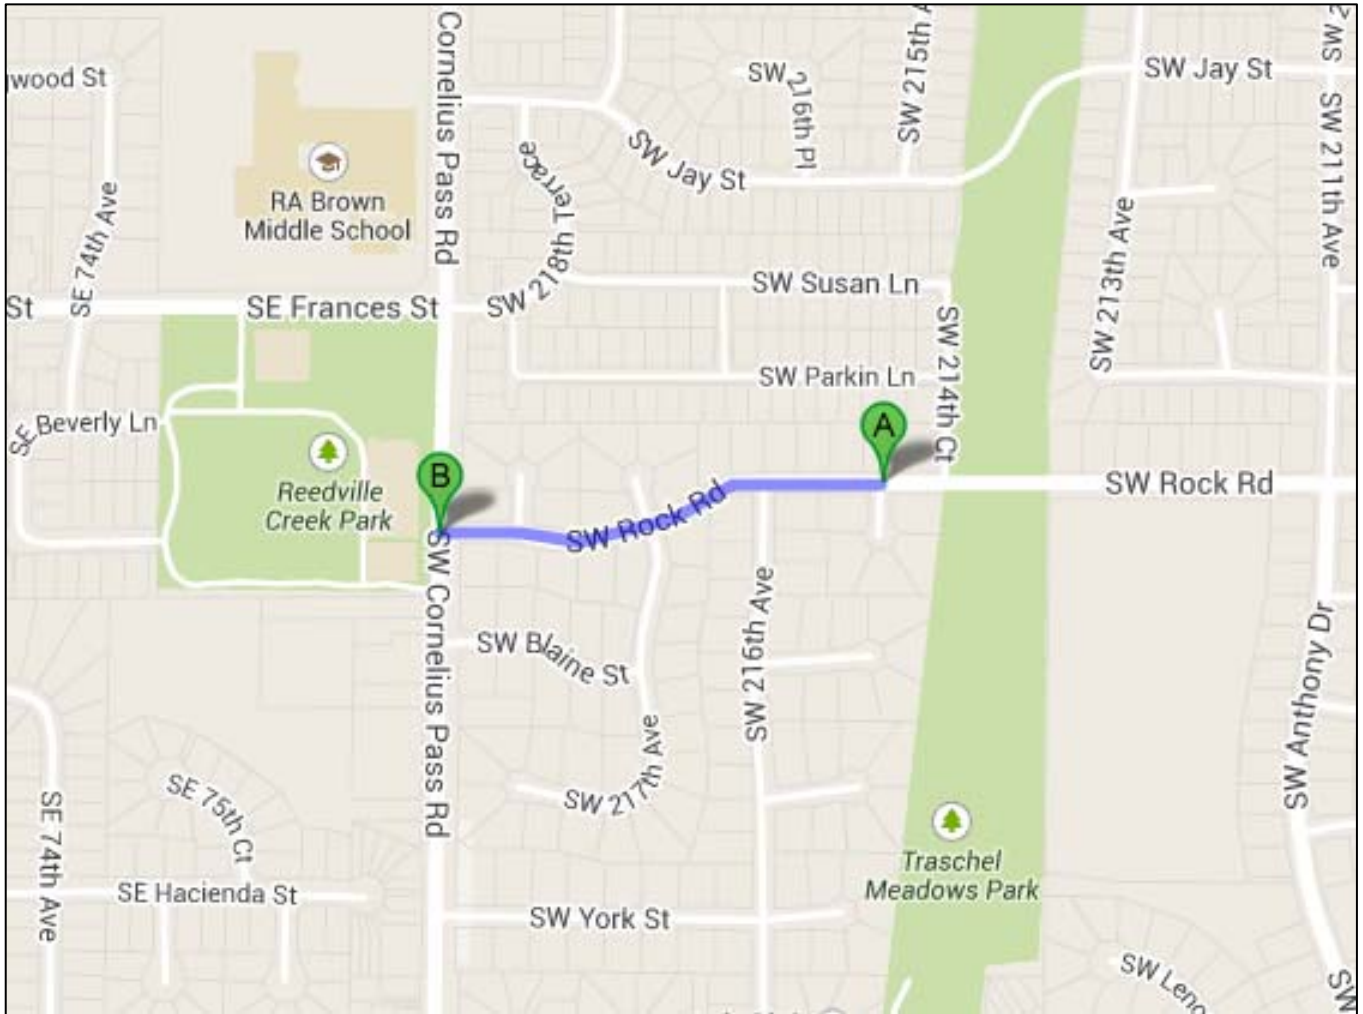 gwood St
Cornelius Pass Rd
SW 216th Pl
SW 215th A
SW Jay St
SW 2
SW 211th Ave
RA Brown
Middle School
SE 74th Ave
SW 218th Terrace
SW Jay St
SW 213th Ave
St
SE Frances St
SW Susan Ln
SW 214th Ct
SW Parkin Ln
SE Beverly Ln
A
B
Reedville
Creek Park
SW Rock Rd
SW Rock Rd
SW Cornelius Pass Rd
SW Blaine St
SW 216th Ave
SW Anthony Dr
SW 217th Ave
SE 75th Ct
SE 74th Ave
SE Hacienda St
SW York St
Traschel
Meadows Park
SW Leno
SW